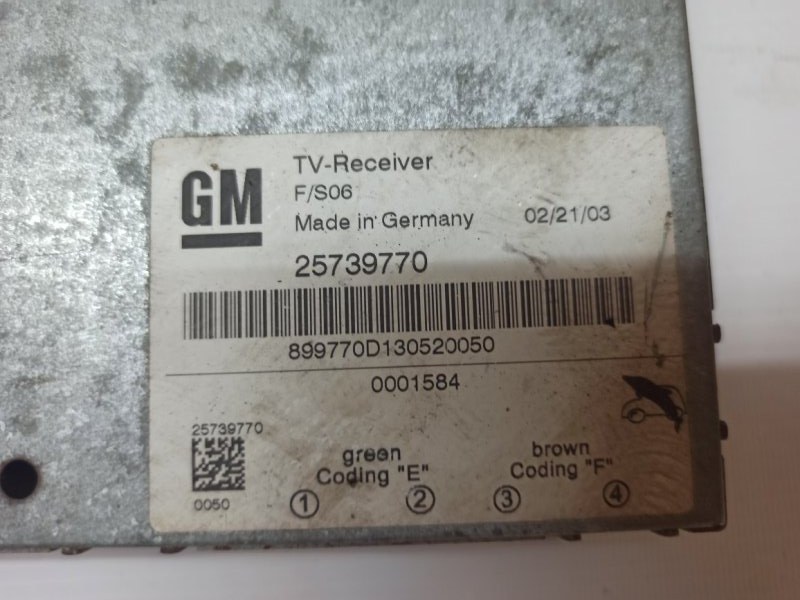 GM
TV-Receiver
F/S06
Made in Germany 02/21/03
25739770
899770D130520050
0001584
25739770
0050
green
Coding "E"
brown
Coding "F"
1 2 3 4